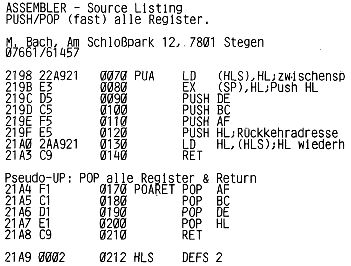 ASSEMBLER - Source Listing
PUSH/POP (fast) alle Register.
M. Bach, Am Schloßpark 12, 7801 Stegen
07661/61457
2198 22A921 0070 PUA LD (HLS),HL;zwischensp
219B E3 0080 EX (SP),HL;Push HL
219C D5 0090 PUSH DE
219D C5 0100 PUSH BC
219E F5 0110 PUSH AF
219F E5 0120 PUSH HL;Rückkehradresse
21A0 2AA921 0130 LD HL,(HLS);HL wiederh
21A3 C9 0140 RET
Pseudo-UP: POP alle Register & Return
21A4 F1 0170 POARET POP AF
21A5 C1 0180 POP BC
21A6 D1 0190 POP DE
21A7 E1 0200 POP HL
21A8 C9 0210 RET
21A9 0002 0212 HLS DEFS 2